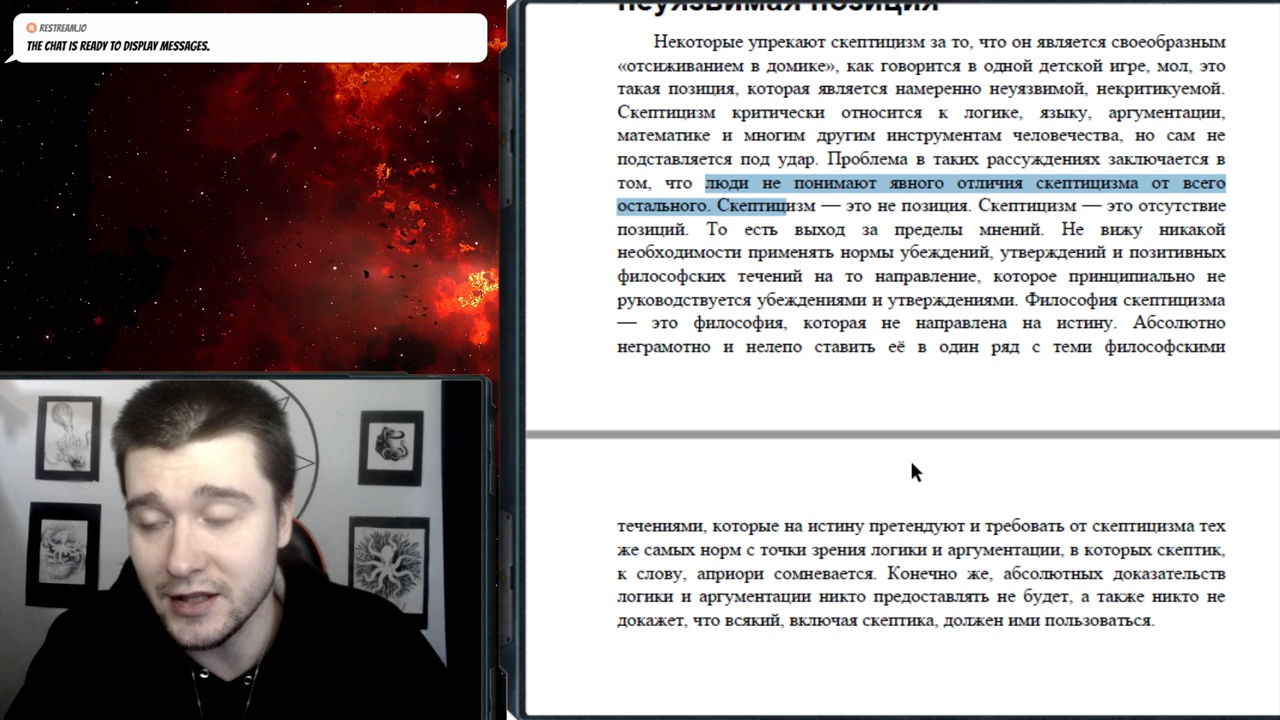 RESTREAM.IO
THE CHAT IS READY TO DISPLAY MESSAGES.
неуязвимая позиция
Некоторые упрекают скептицизм за то, что он является своеобразным
«отсиживанием в домике», как говорится в одной детской игре, мол, это
такая позиция, которая является намеренно неуязвимой, некритикуемой.
Скептицизм критически относится к логике, языку, аргументации,
математике и многим другим инструментам человечества, но сам не
подставляется под удар. Проблема в таких рассуждениях заключается в
том, что люди не понимают явного отличия скептицизма от всего
остального. Скептицизм — это не позиция. Скептицизм — это отсутствие
позиций. То есть выход за пределы мнений. Не вижу никакой
необходимости применять нормы убеждений, утверждений и позитивных
философских течений на то направление, которое принципиально не
руководствуется убеждениями и утверждениями. Философия скептицизма
— это философия, которая не направлена на истину. Абсолютно
неграмотно и нелепо ставить её в один ряд с теми философскими
течениями, которые на истину претендуют и требовать от скептицизма тех
же самых норм с точки зрения логики и аргументации, в которых скептик,
к слову, априори сомневается. Конечно же, абсолютных доказательств
логики и аргументации никто предоставлять не будет, а также никто не
докажет, что всякий, включая скептика, должен ими пользоваться.